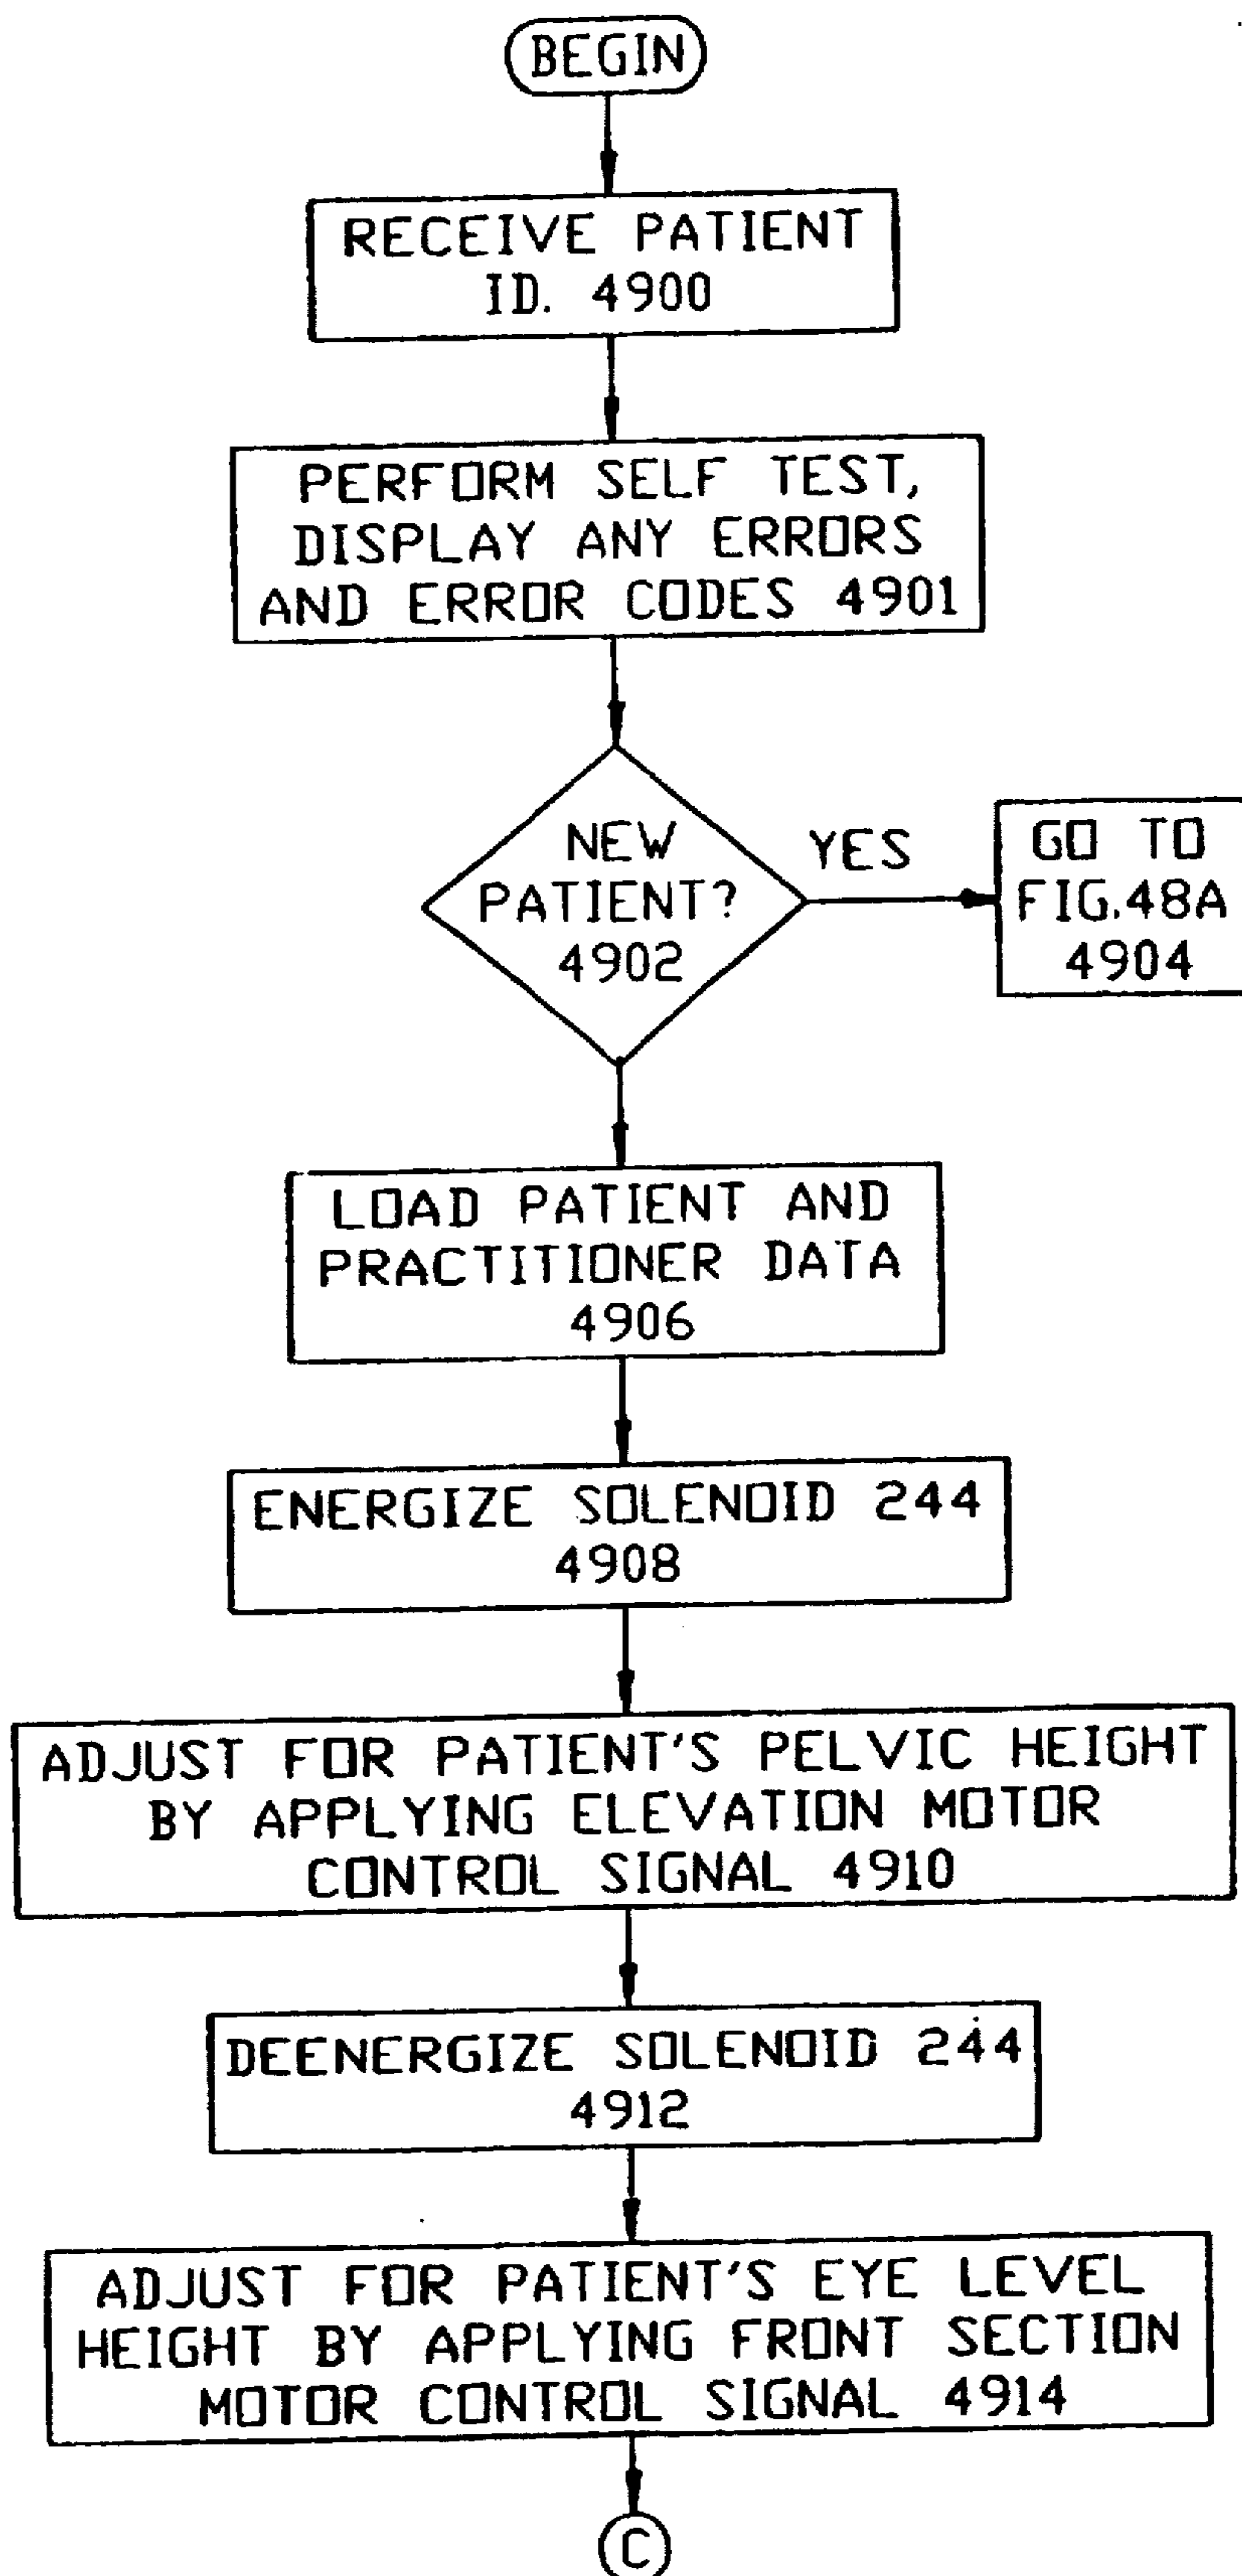 BEGIN
RECEIVE PATIENT
ID. 4900
PERFORM SELF TEST,
DISPLAY ANY ERRORS
AND ERROR CODES 4901
NEW
PATIENT?
4902
YES
GO TO
FIG.48A
4904
LOAD PATIENT AND
PRACTITIONER DATA
4906
ENERGIZE SOLENOID 244
4908
ADJUST FOR PATIENT'S PELVIC HEIGHT
BY APPLYING ELEVATION MOTOR
CONTROL SIGNAL 4910
DEENERGIZE SOLENOID 244
4912
ADJUST FOR PATIENT'S EYE LEVEL
HEIGHT BY APPLYING FRONT SECTION
MOTOR CONTROL SIGNAL 4914
C